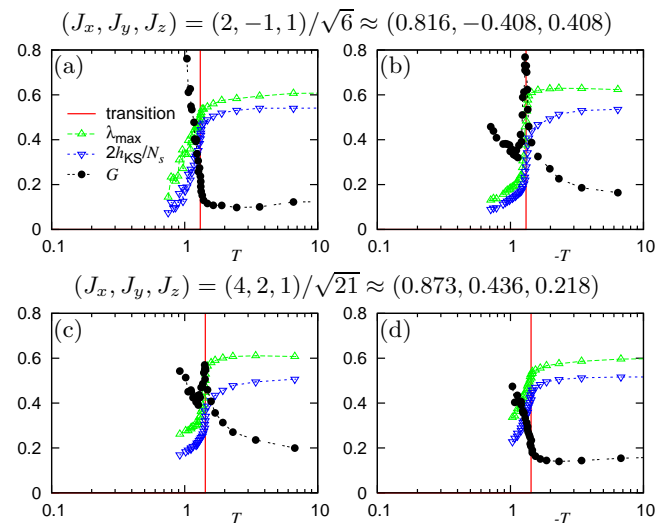 (J_x, J_y, J_z) = (2, −1, 1)/√6 ≈ (0.816, −0.408, 0.408)
(a)
(b)
0.8
0.6
0.4
0.2
0
transition
λ_max
2h_KS/N_s
G
0.1
1
T
10
0.8
0.6
0.4
0.2
0
0.1
1
-T
10
(J_x, J_y, J_z) = (4, 2, 1)/√21 ≈ (0.873, 0.436, 0.218)
(c)
(d)
0.8
0.6
0.4
0.2
0
0.1
1
T
10
0.8
0.6
0.4
0.2
0
0.1
1
-T
10